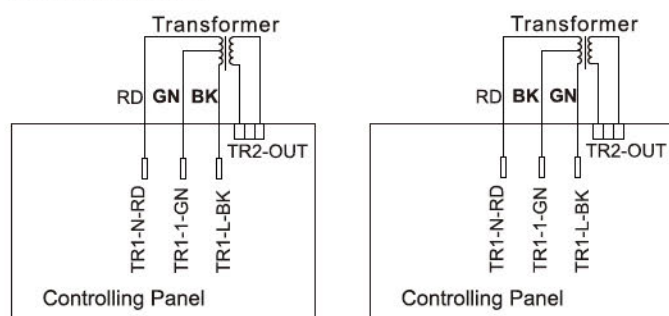 Transformer
RD GN BK
TR2-OUT
TR1-N-RD
TR1-1-GN
TR1-L-BK
Controlling Panel
Transformer
RD BK GN
TR2-OUT
TR1-N-RD
TR1-1-GN
TR1-L-BK
Controlling Panel